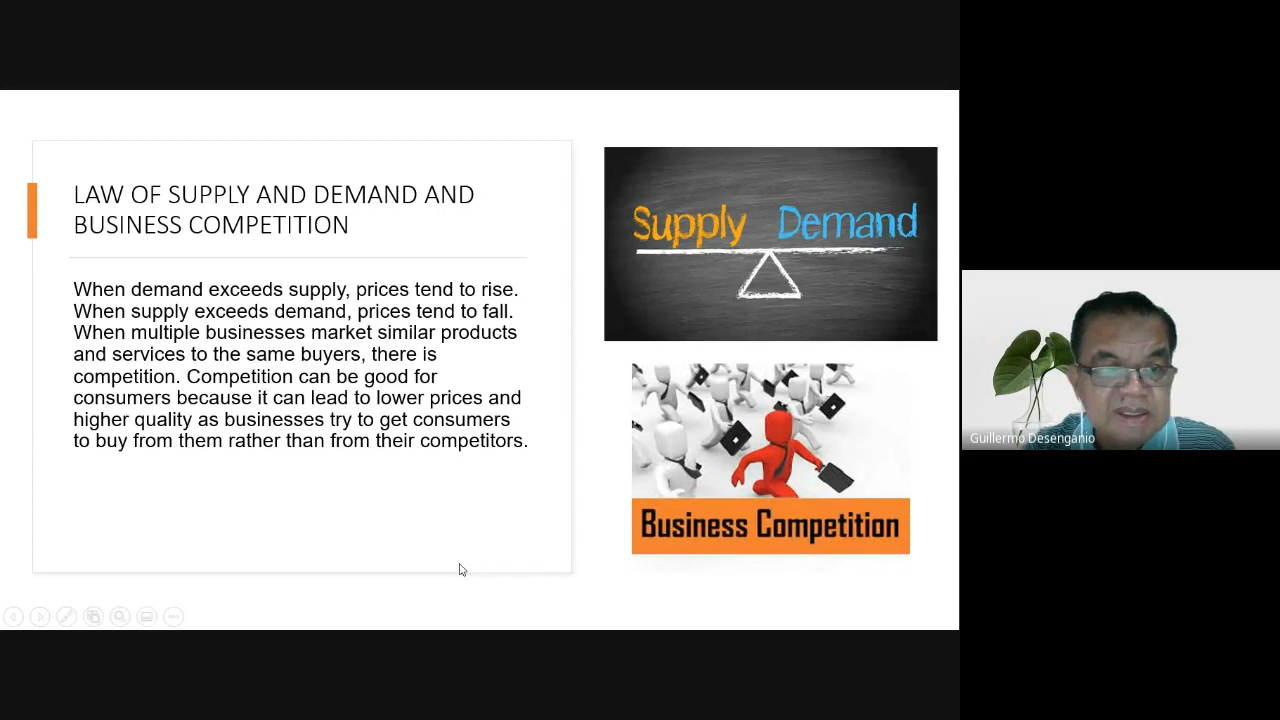 LAW OF SUPPLY AND DEMAND AND
BUSINESS COMPETITION
When demand exceeds supply, prices tend to rise.
When supply exceeds demand, prices tend to fall.
When multiple businesses market similar products
and services to the same buyers, there is
competition. Competition can be good for
consumers because it can lead to lower prices and
higher quality as businesses try to get consumers
to buy from them rather than from their competitors.
Supply Demand
Business Competition
Guillermo Desenganio